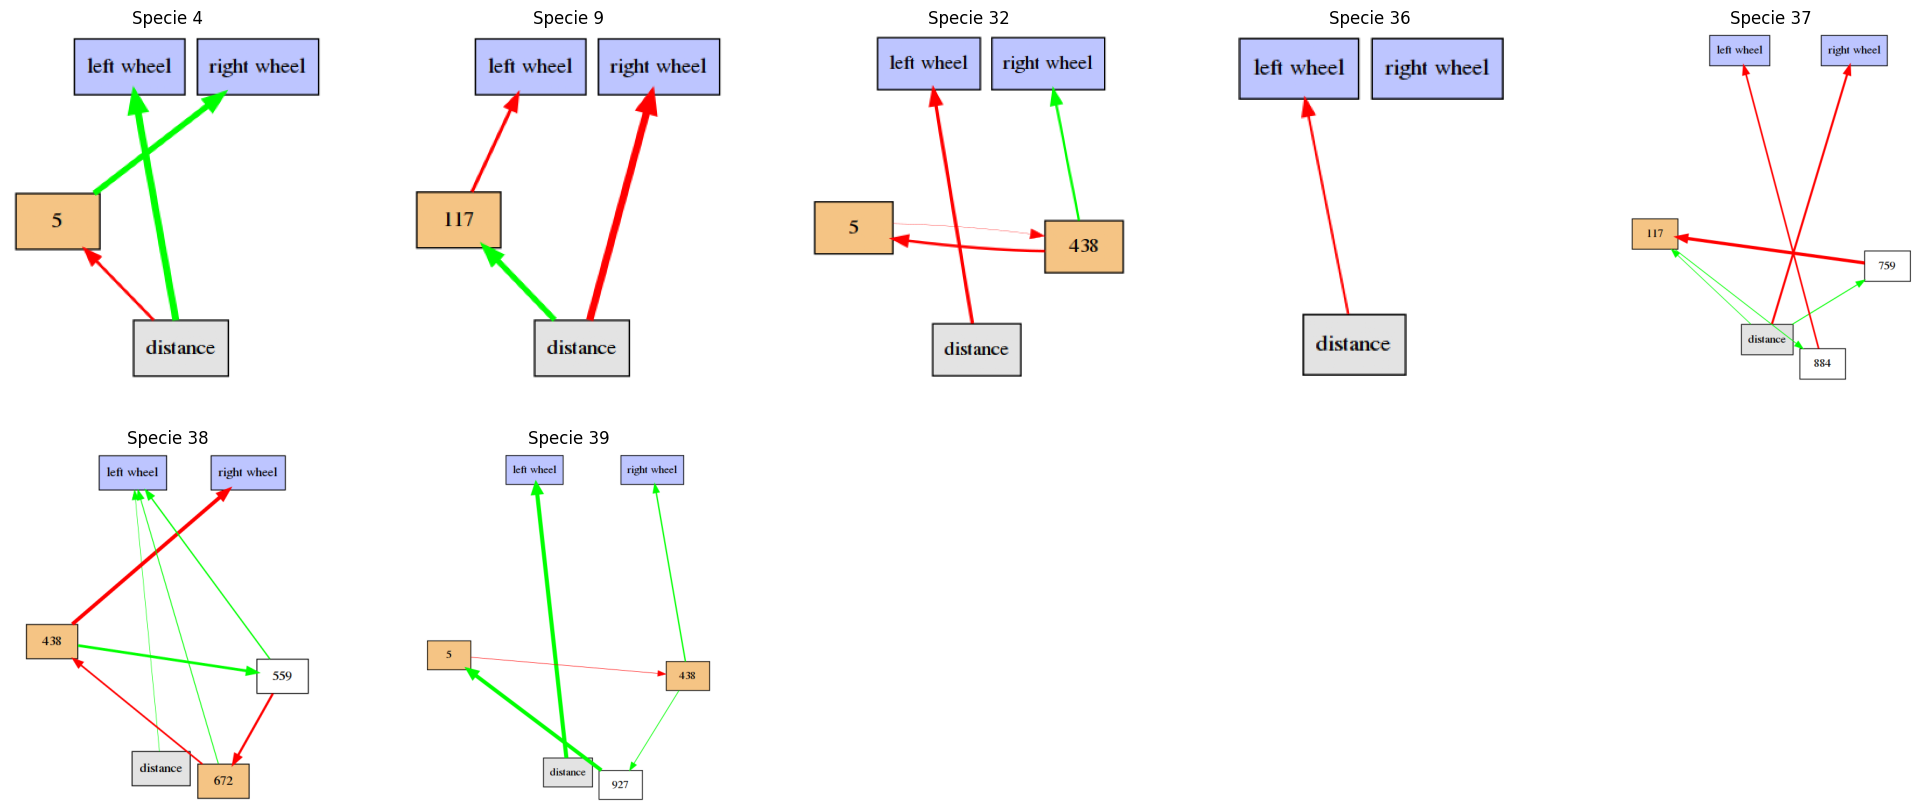 Specie 4
left wheel
right wheel
5
distance
Specie 9
left wheel
right wheel
117
distance
Specie 32
left wheel
right wheel
5
438
distance
Specie 36
left wheel
right wheel
distance
Specie 37
left wheel
right wheel
117
759
distance
884
Specie 38
left wheel
right wheel
438
559
distance
672
Specie 39
left wheel
right wheel
5
438
distance
927